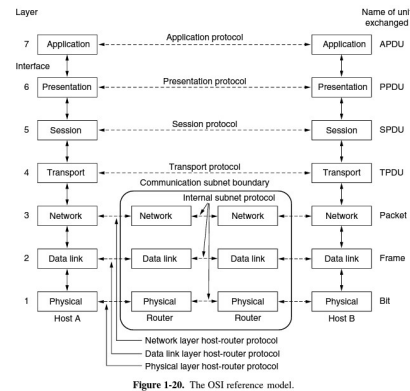 Layer
Name of unit
exchanged
7 Application Application protocol Application APDU
Interface
6 Presentation Presentation protocol Presentation PPDU
5 Session Session protocol Session SPDU
4 Transport Transport protocol Transport TPDU
Communication subnet boundary
Internal subnet protocol
3 Network Network Network Network Packet
2 Data link Data link Data link Data link Frame
1 Physical Physical Physical Physical Bit
Host A Router Router Host B
Network layer host-router protocol
Data link layer host-router protocol
Physical layer host-router protocol
Figure 1-20. The OSI reference model.